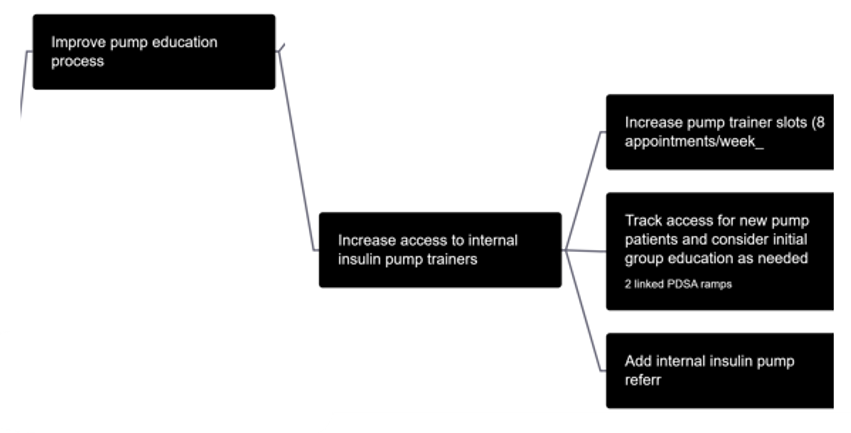 Improve pump education
process
Increase pump trainer slots (8
appointments/week_
Track access for new pump
patients and consider initial
group education as needed
2 linked PDSA ramps
Increase access to internal
insulin pump trainers
Add internal insulin pump
referr